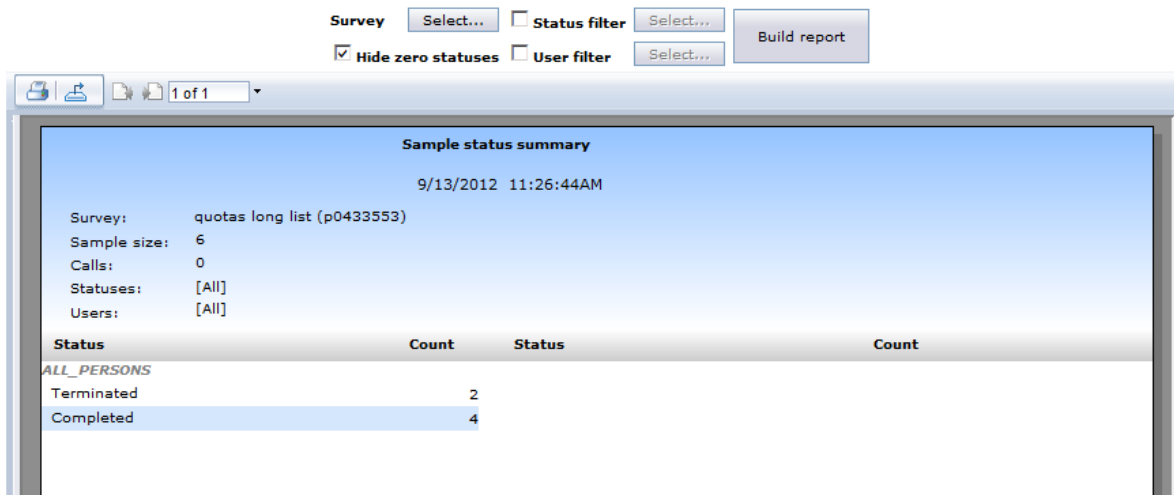 Survey Select... Status filter Select... Build report
Hide zero statuses User filter Select...
1 of 1
Sample status summary
9/13/2012 11:26:44AM
Survey: quotas long list (p0433553)
Sample size: 6
Calls: 0
Statuses: [All]
Users: [All]
Status Count Status Count
ALL_PERSONS
Terminated 2
Completed 4